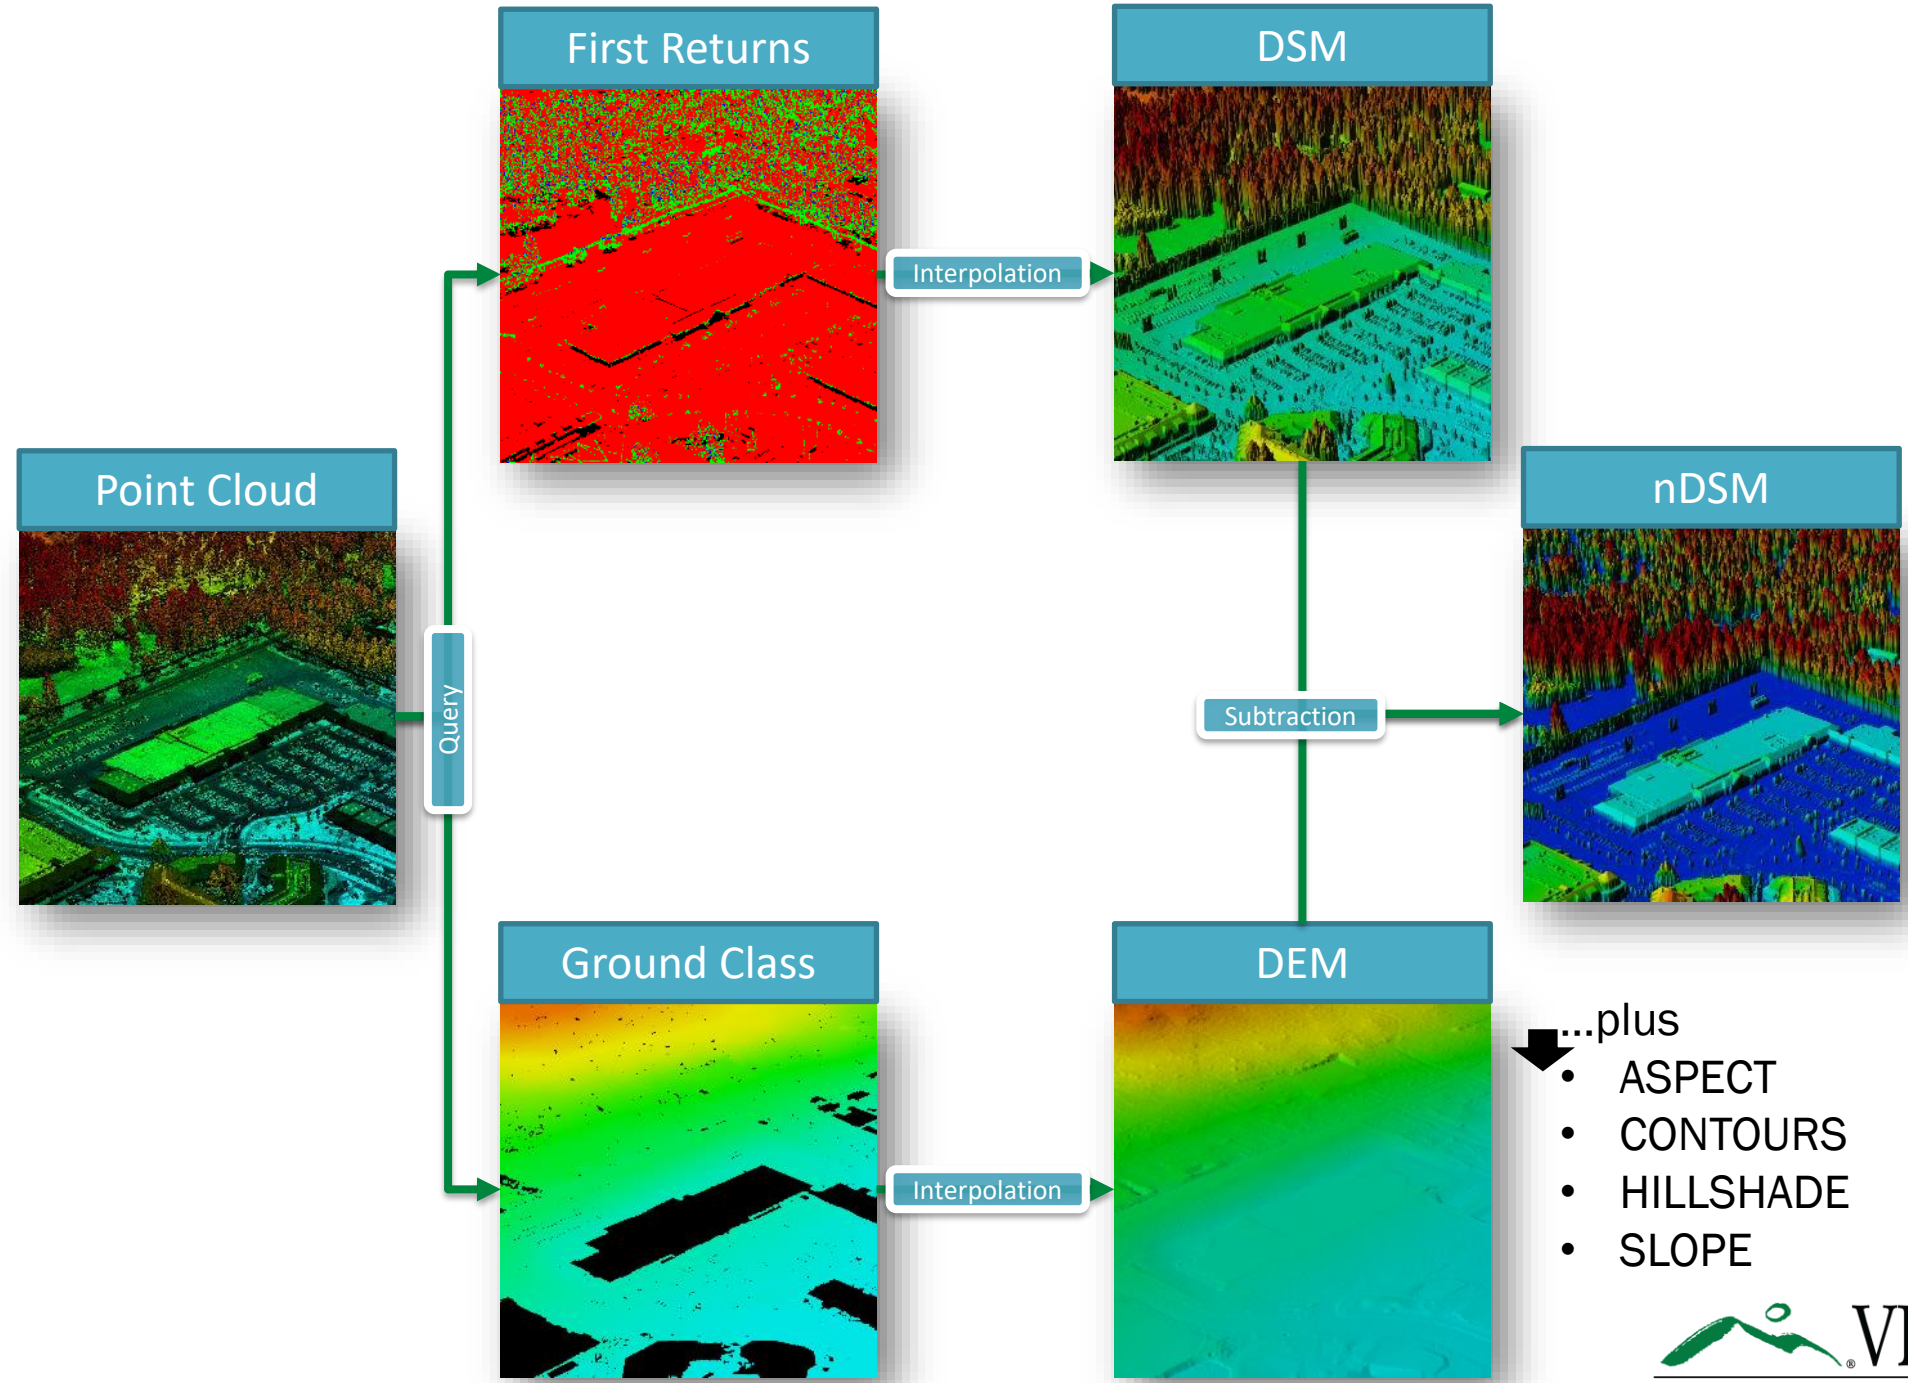 First Returns
DSM
Interpolation
Point Cloud
nDSM
Query
Subtraction
Ground Class
DEM
Interpolation
...plus
• ASPECT
• CONTOURS
• HILLSHADE
• SLOPE
®